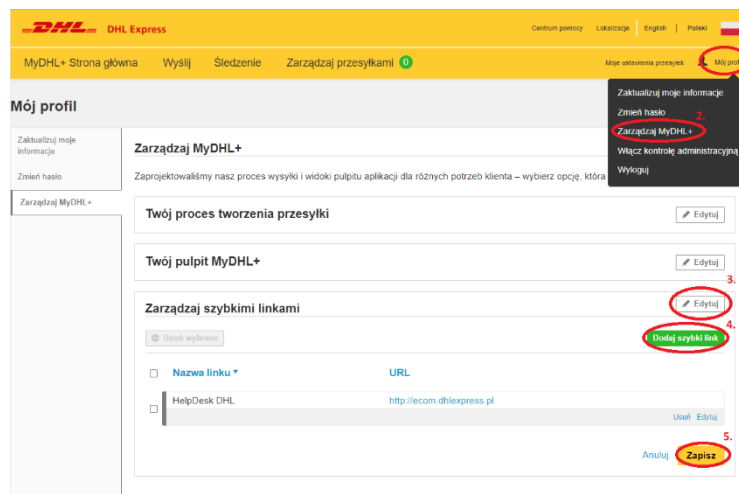 DHL DHL Express
Centrum pomocy Lokalizacje English | Polski
MyDHL+ Strona główna Wyślij Śledzenie Zarządzaj przesyłkami 0
Moje ustawienia przesyłek Mój prof
Zaktualizuj moje informacje
Zmień hasło 2.
Zarządzaj MyDHL+
Włącz kontrolę administracyjną
Wyloguj
Mój profil
Zaktualizuj moje
informacje
Zmień hasło
Zarządzaj MyDHL+
Zarządzaj MyDHL+
Zaprojektowaliśmy nasz proces wysyłki i widoki pulpitu aplikacji dla różnych potrzeb klienta – wybierz opcję, która
Twój proces tworzenia przesyłki
Edytuj
Twój pulpit MyDHL+
Edytuj
3.
Zarządzaj szybkimi linkami
Edytuj
4.
Usuń wybrane
Dodaj szybki link
Nazwa linku URL
HelpDesk DHL http://ecom.dhlexpress.pl
Usuń Edytuj
5.
Anuluj Zapisz